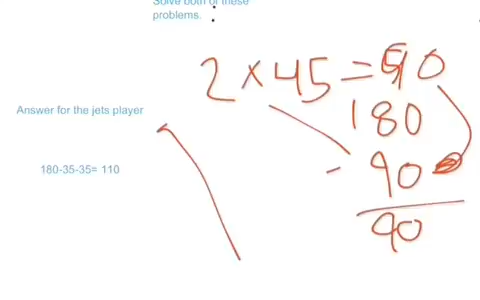 Solve both of these
problems.
2 × 45 = 90
180
Answer for the jets player
180-35-35= 110
- 90
90